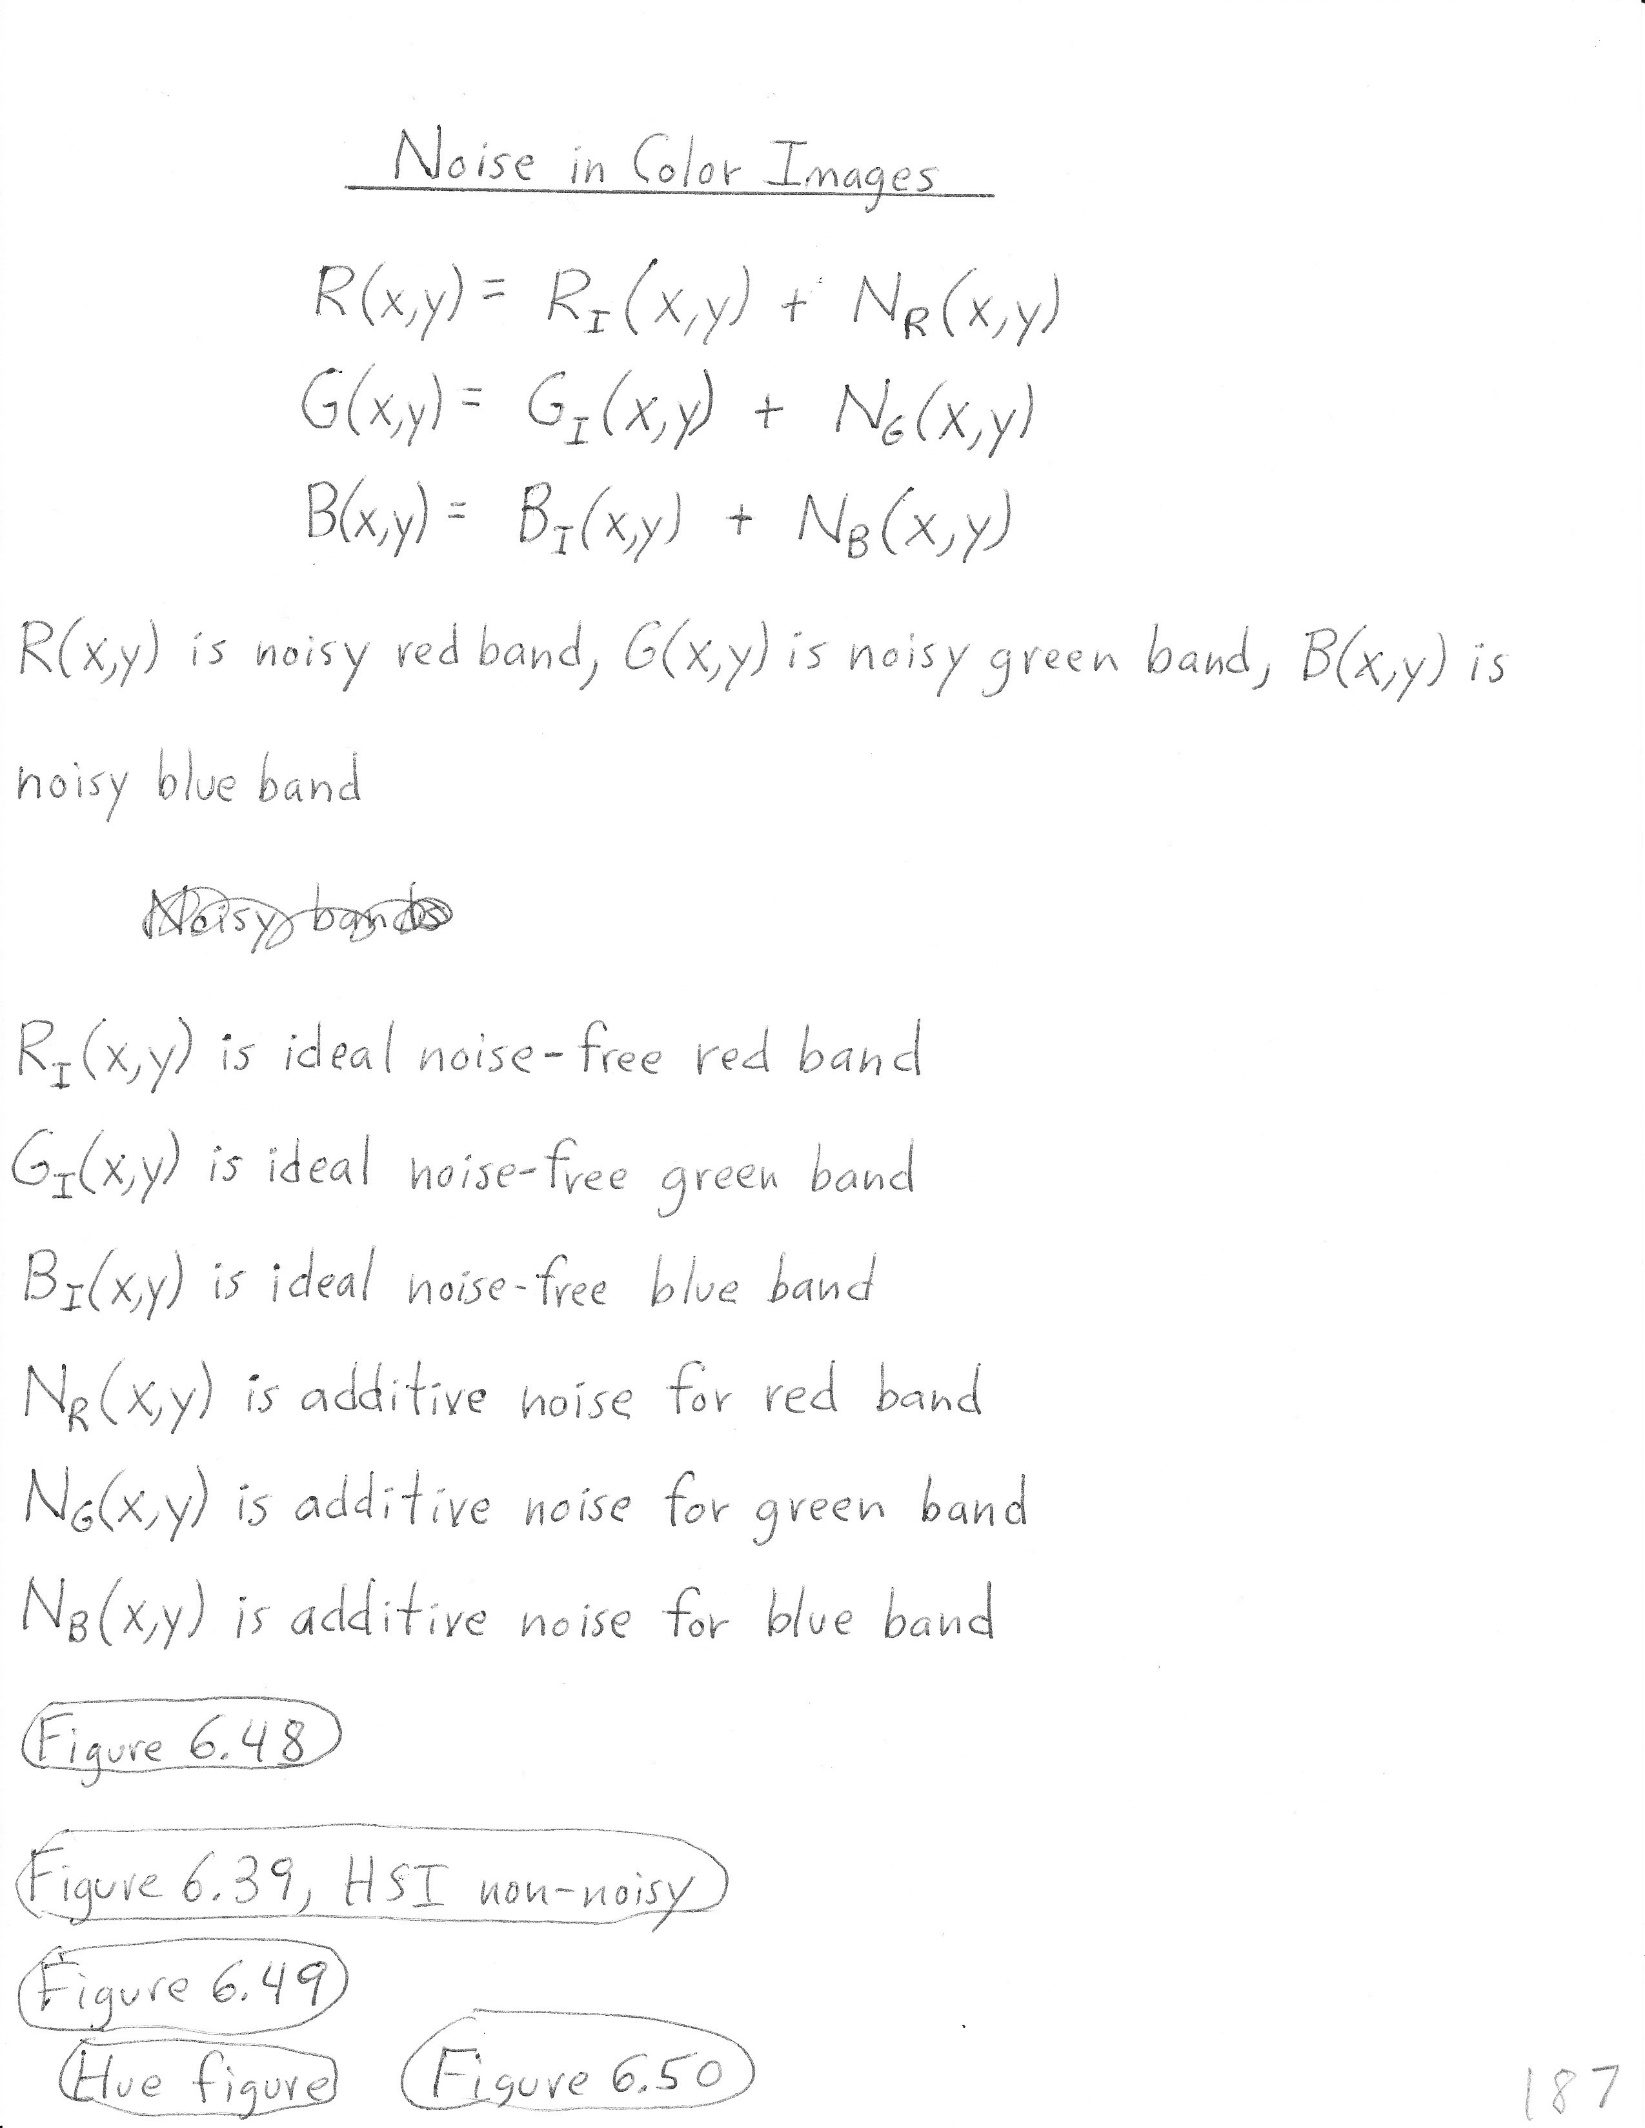 Noise in Color Images
R(x,y) = R_I(x,y) + N_R(x,y)
G(x,y) = G_I(x,y) + N_G(x,y)
B(x,y) = B_I(x,y) + N_B(x,y)
R(x,y) is noisy red band, G(x,y) is noisy green band, B(x,y) is
noisy blue band
Noisy bands
R_I(x,y) is ideal noise-free red band
G_I(x,y) is ideal noise-free green band
B_I(x,y) is ideal noise-free blue band
N_R(x,y) is additive noise for red band
N_G(x,y) is additive noise for green band
N_B(x,y) is additive noise for blue band
Figure 6.48
Figure 6.39, HSI non-noisy
Figure 6.49
Hue figure Figure 6.50
187